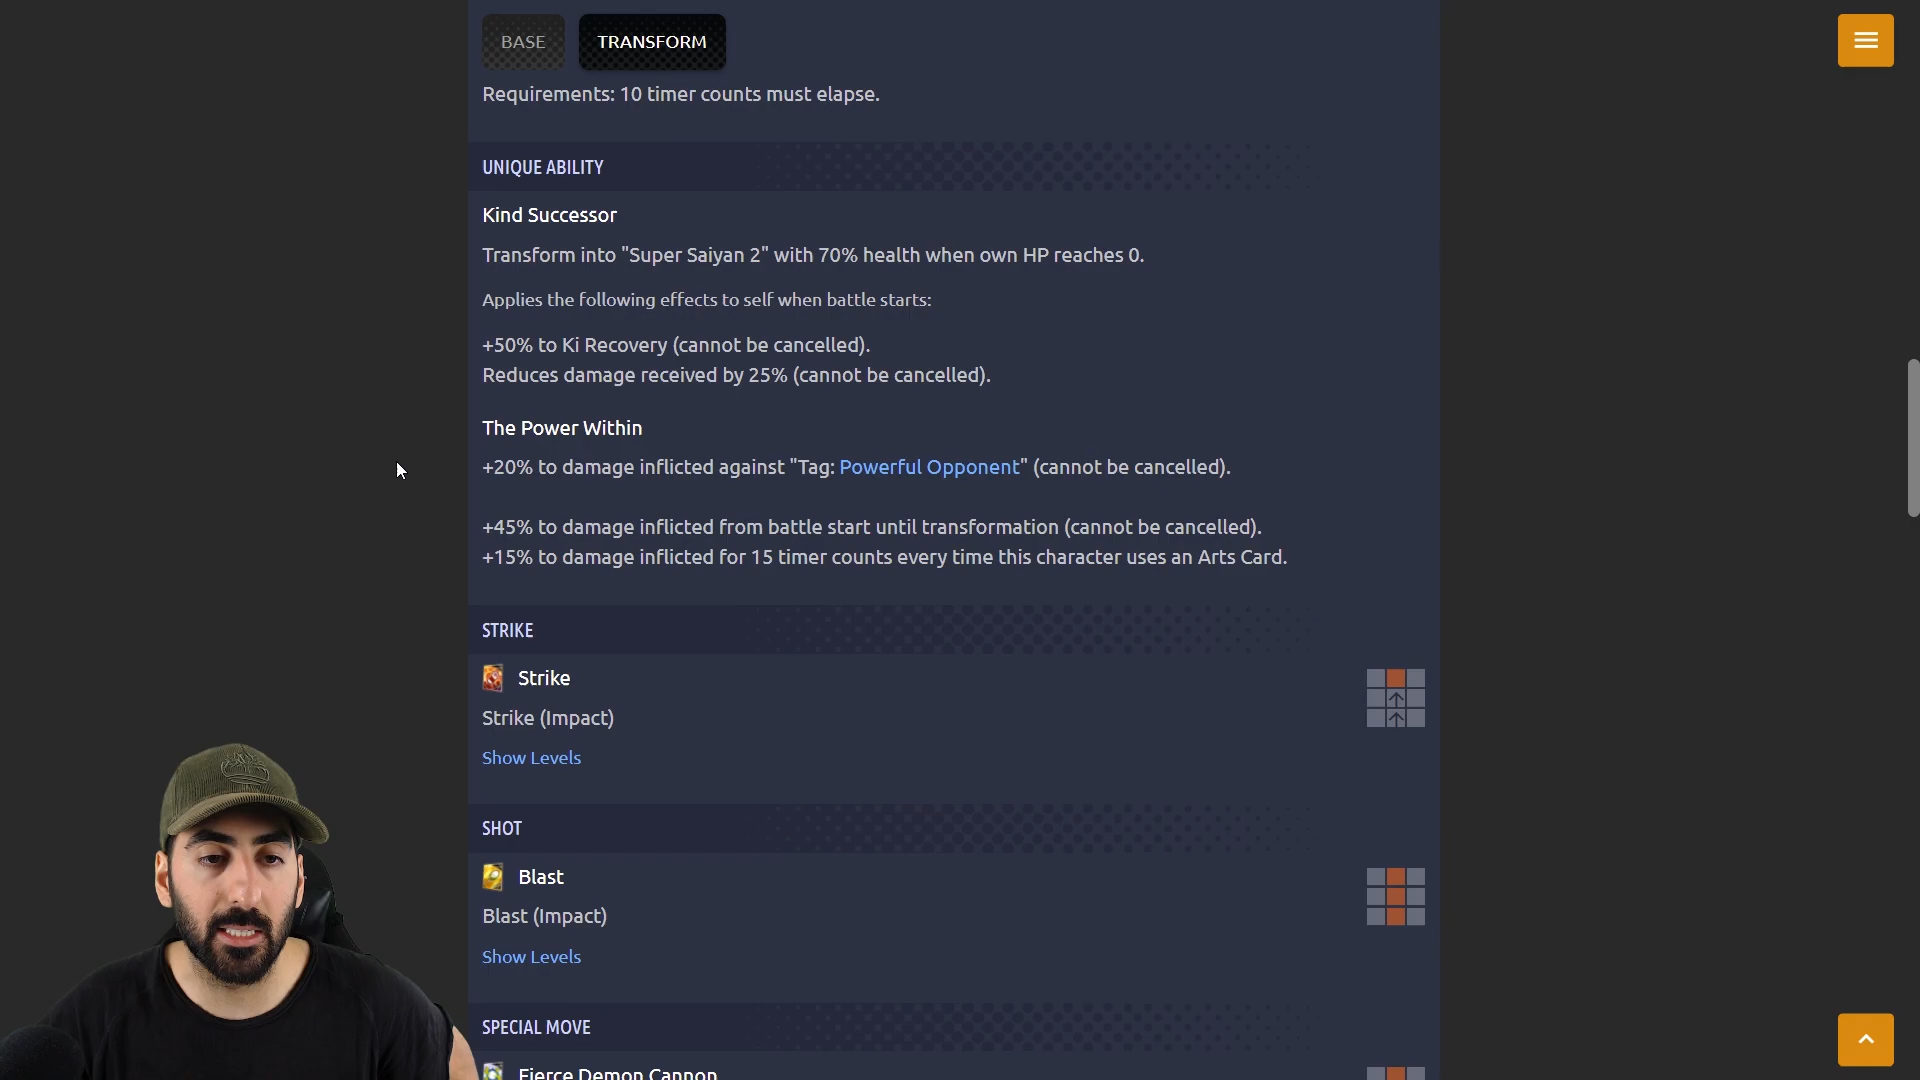 BASE TRANSFORM
Requirements: 10 timer counts must elapse.
UNIQUE ABILITY
Kind Successor
Transform into "Super Saiyan 2" with 70% health when own HP reaches 0.
Applies the following effects to self when battle starts:
+50% to Ki Recovery (cannot be cancelled).
Reduces damage received by 25% (cannot be cancelled).
The Power Within
+20% to damage inflicted against "Tag: Powerful Opponent" (cannot be cancelled).
+45% to damage inflicted from battle start until transformation (cannot be cancelled).
+15% to damage inflicted for 15 timer counts every time this character uses an Arts Card.
STRIKE
Strike
Strike (Impact)
Show Levels
SHOT
Blast
Blast (Impact)
Show Levels
SPECIAL MOVE
Fierce Demon Cannon